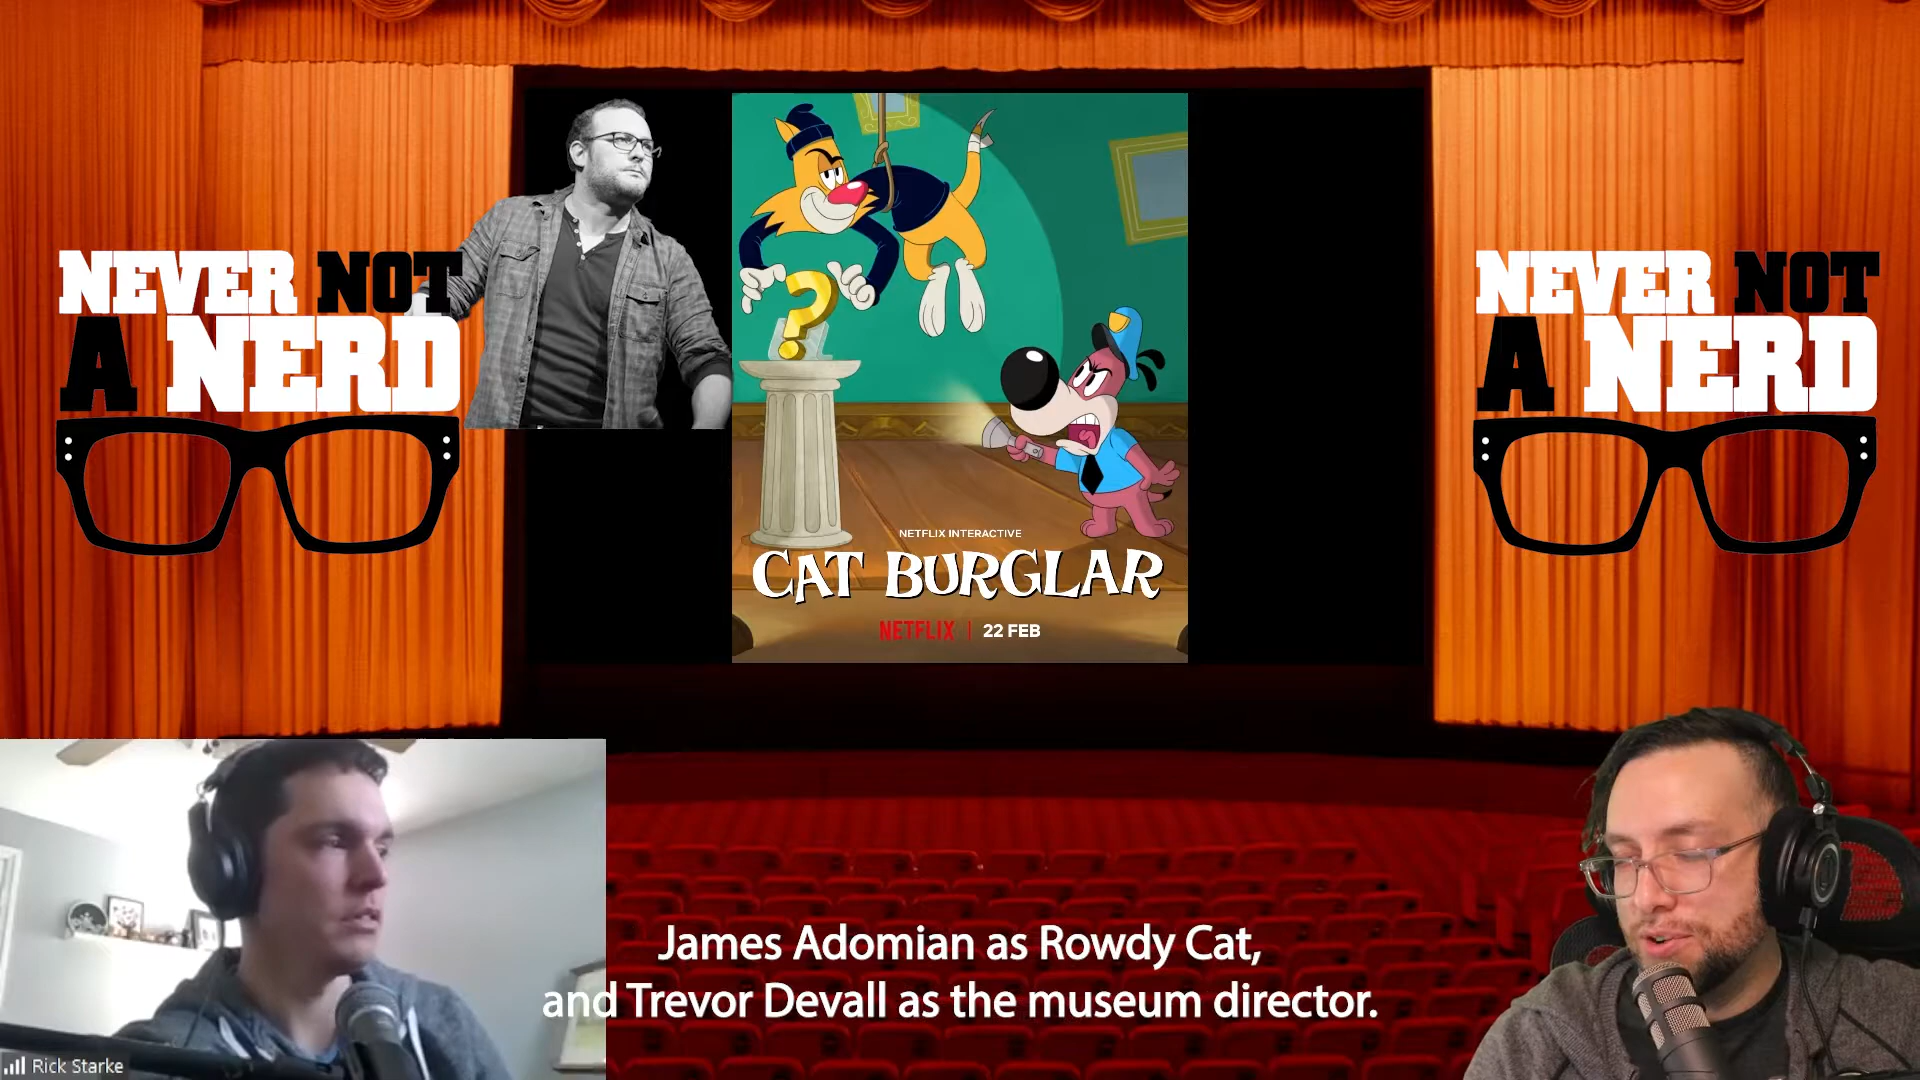 NEVER NOT
A NERD
NETFLIX INTERACTIVE
CAT BURGLAR
NETFLIX | 22 FEB
NEVER NOT
A NERD
James Adomian as Rowdy Cat,
and Trevor Devall as the museum director.
Rick Starke